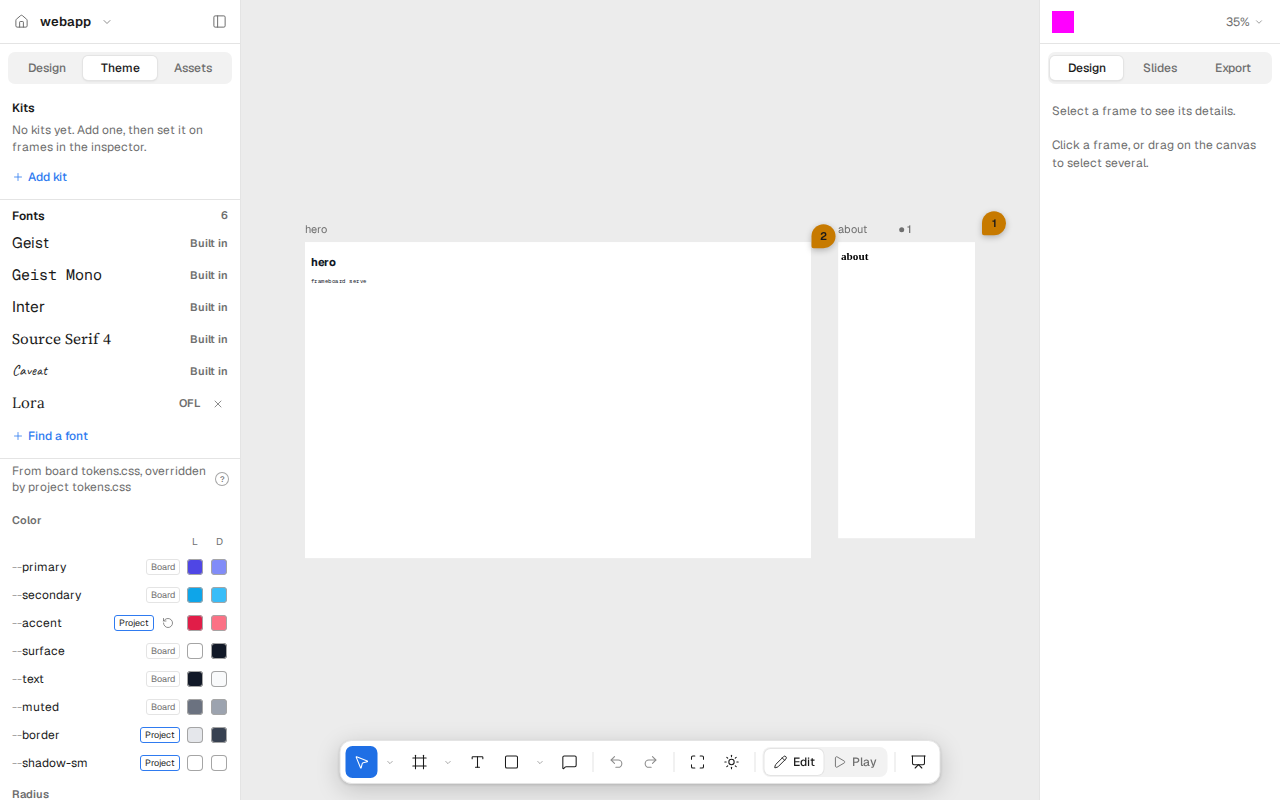 webapp
Design Theme Assets
Kits
No kits yet. Add one, then set it on
frames in the inspector.
+ Add kit
Fonts 6
Geist Built in
Geist Mono Built in
Inter Built in
Source Serif 4 Built in
Caveat Built in
Lora OFL
+ Find a font
From board tokens.css, overridden
by project tokens.css
?
Color
L D
--primary Board
--secondary Board
--accent Project
--surface Board
--text Board
--muted Board
--border Project
--shadow-sm Project
Radius
hero
2
about
1
1
hero
frameboard serve
about
Edit
Play
35%
Design Slides Export
Select a frame to see its details.
Click a frame, or drag on the canvas
to select several.